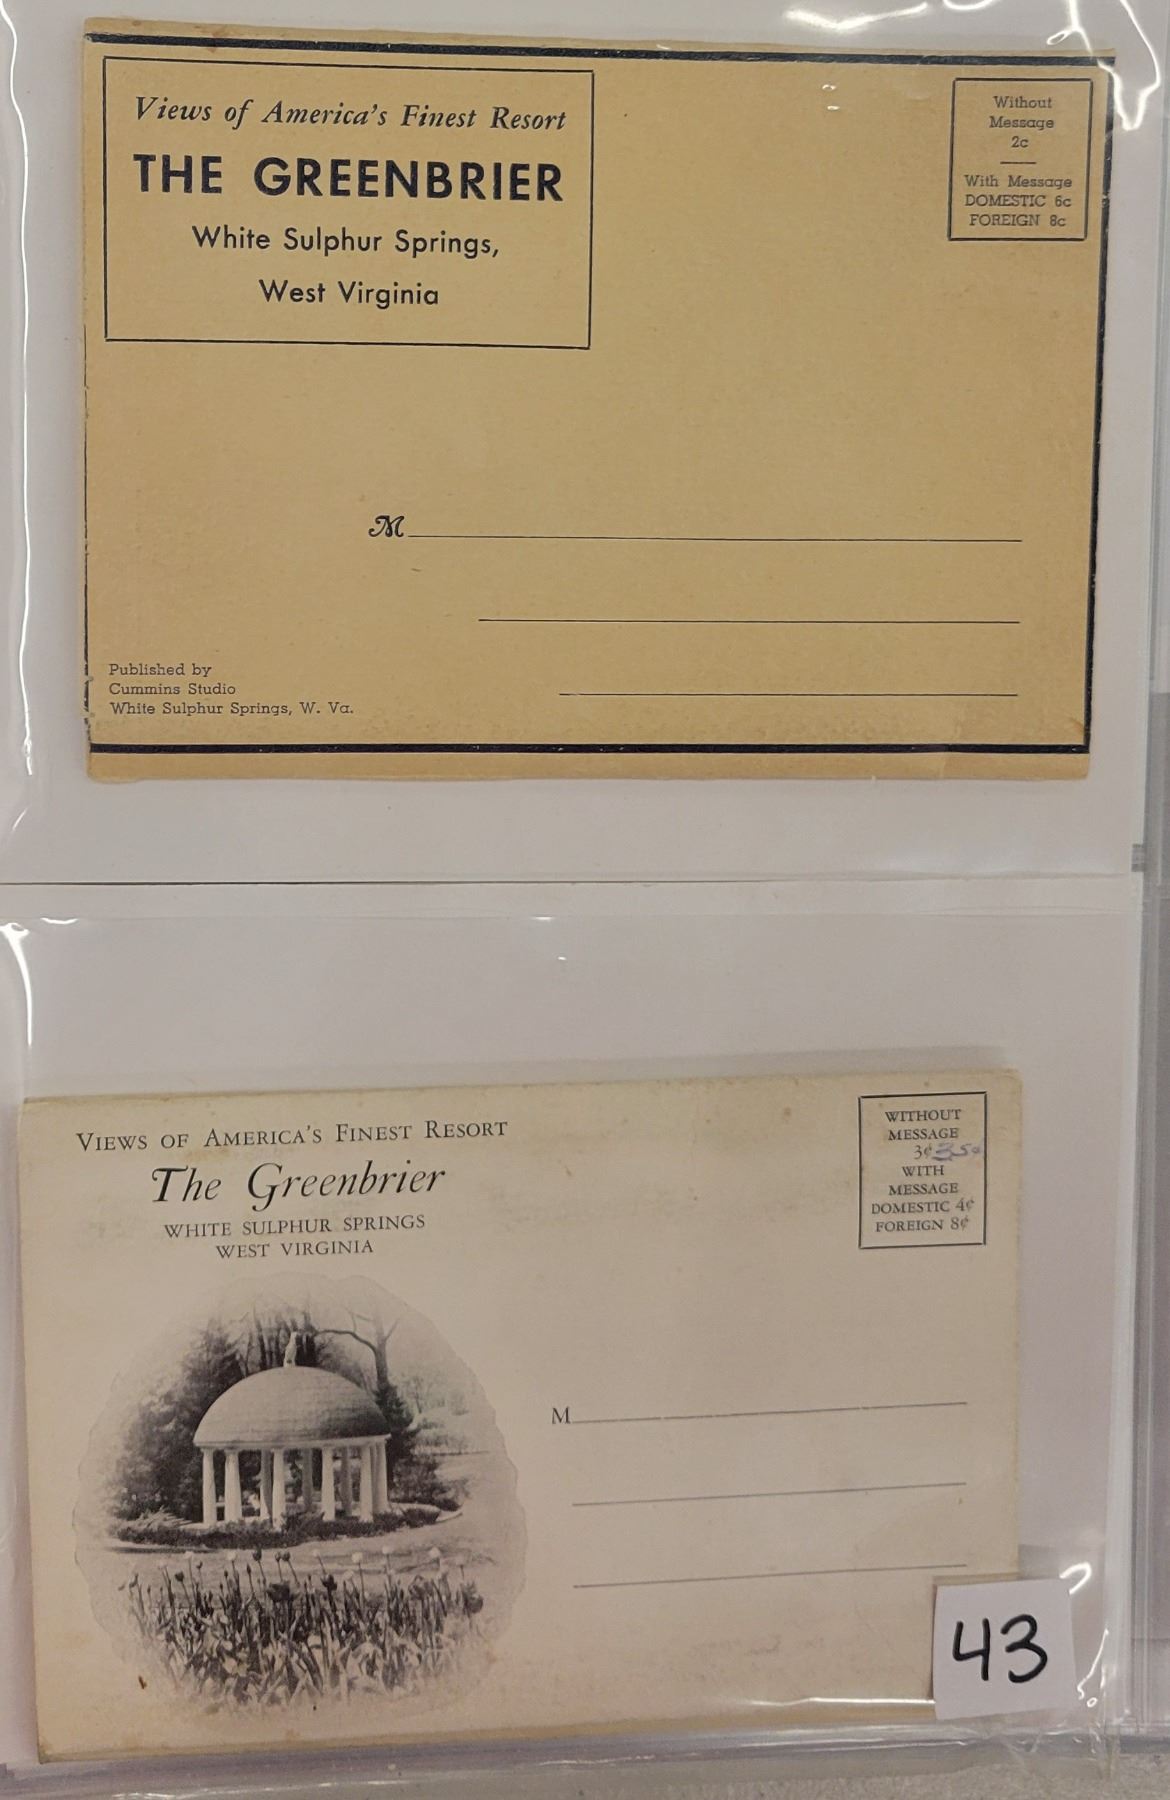 Views of America's Finest Resort
THE GREENBRIER
White Sulphur Springs,
West Virginia
Without
Message
2c
With Message
DOMESTIC 6c
FOREIGN 8c
M
Published by
Cummins Studio
White Sulphur Springs, W. Va.
VIEWS OF AMERICA'S FINEST RESORT
The Greenbrier
WHITE SULPHUR SPRINGS
WEST VIRGINIA
WITHOUT
MESSAGE
3¢ 35¢
WITH
MESSAGE
DOMESTIC 4¢
FOREIGN 8¢
M
43